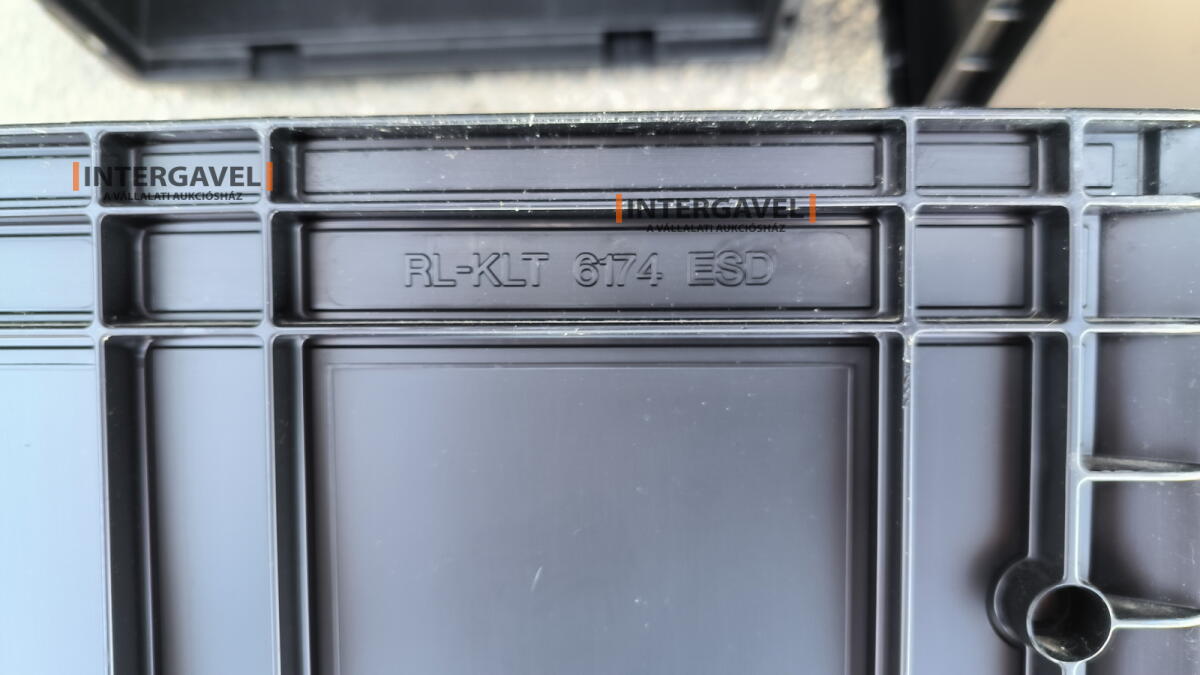 INTERGAVEL
A VÁLLALATI AUKCIÓSHÁZ
INTERGAVEL
A VÁLLALATI AUKCIÓSHÁZ
RL-KLT 6174 ESD